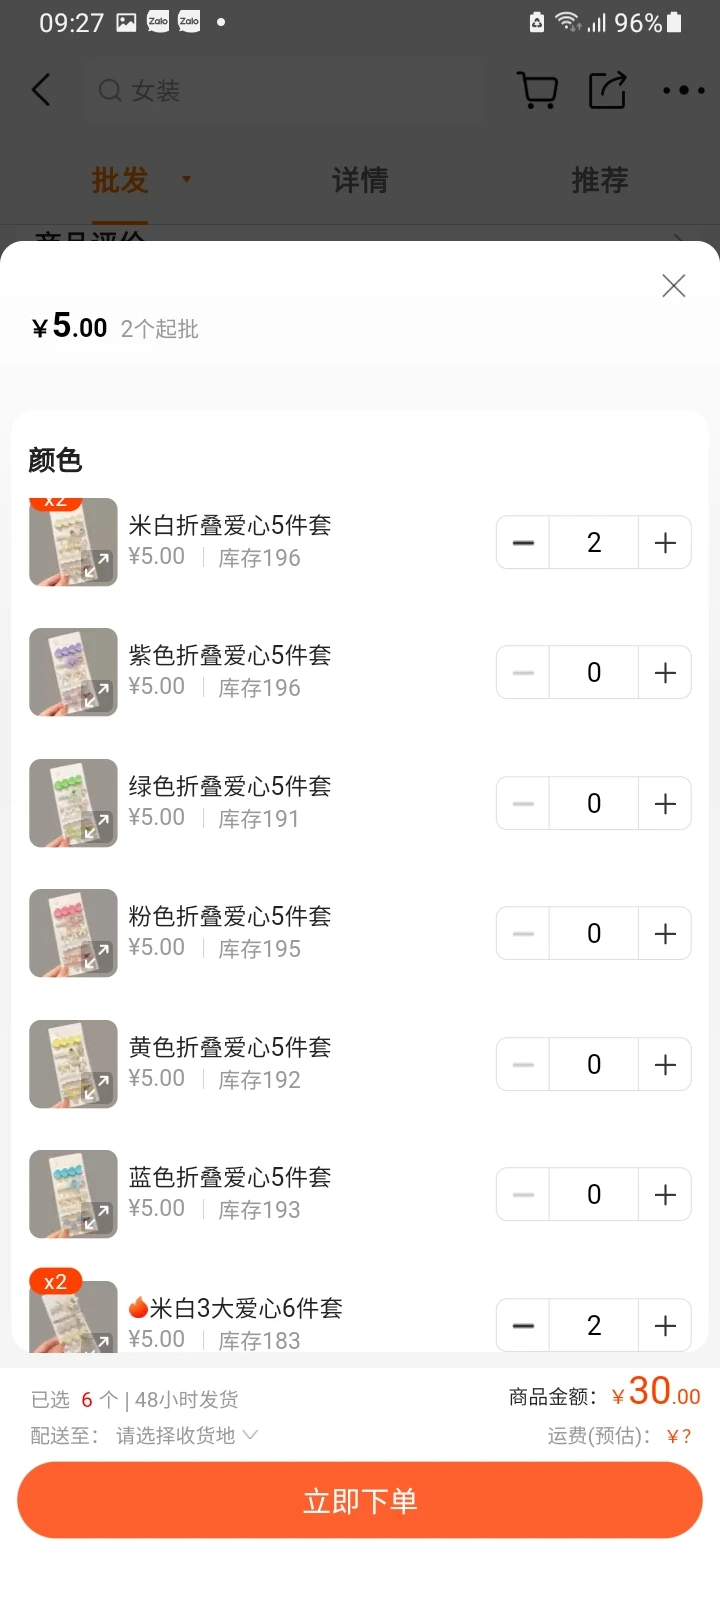 09:27 Zalo Zalo 96%
女装
批发 详情 推荐
商品评价
¥5.00 2个起批
颜色
x2
米白折叠爱心5件套
¥5.00 库存196
2
紫色折叠爱心5件套
¥5.00 库存196
0
绿色折叠爱心5件套
¥5.00 库存191
0
粉色折叠爱心5件套
¥5.00 库存195
0
黄色折叠爱心5件套
¥5.00 库存192
0
蓝色折叠爱心5件套
¥5.00 库存193
0
x2
🔥米白3大爱心6件套
¥5.00 库存183
2
已选 6 个 | 48小时发货 商品金额: ¥30.00
配送至: 请选择收货地 运费(预估): ¥?
立即下单